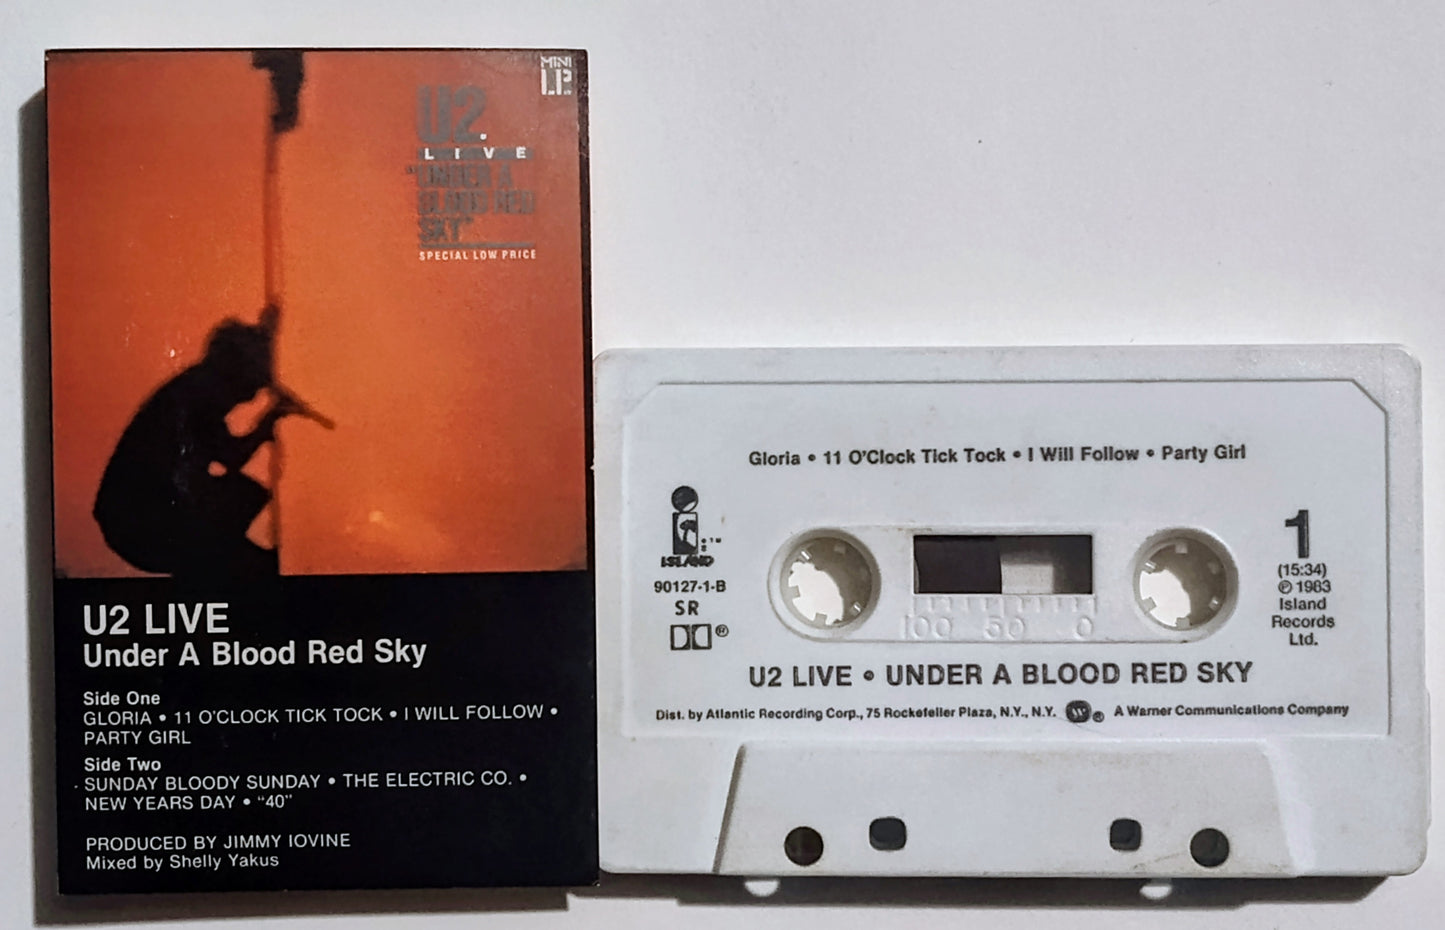 MINI
LP
U2.
LIVE
"UNDER A
BLOOD RED
SKY"
SPECIAL LOW PRICE
U2 LIVE
Under A Blood Red Sky
Side One
GLORIA • 11 O'CLOCK TICK TOCK • I WILL FOLLOW •
PARTY GIRL
Side Two
SUNDAY BLOODY SUNDAY • THE ELECTRIC CO. •
NEW YEARS DAY • "40"
PRODUCED BY JIMMY IOVINE
Mixed by Shelly Yakus
Gloria • 11 O'Clock Tick Tock • I Will Follow • Party Girl
ISLAND
90127-1-B
SR
®
1
(15:34)
℗ 1983
Island
Records
Ltd.
100 50 0
U2 LIVE • UNDER A BLOOD RED SKY
Dist. by Atlantic Recording Corp., 75 Rockefeller Plaza, N.Y., N.Y. W ® A Warner Communications Company